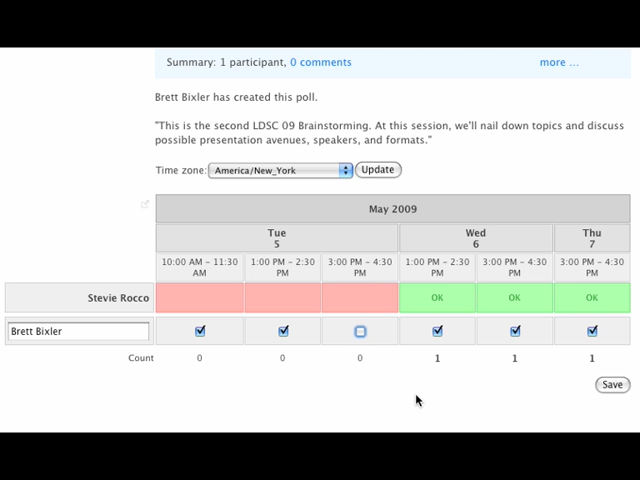 Summary: 1 participant, 0 comments more ...
Brett Bixler has created this poll.
"This is the second LDSC 09 Brainstorming. At this session, we'll nail down topics and discuss
possible presentation avenues, speakers, and formats."
Time zone: America/New_York Update
May 2009
Tue Wed Thu
5 6 7
10:00 AM – 11:30 1:00 PM – 2:30 3:00 PM – 4:30 1:00 PM – 2:30 3:00 PM – 4:30 3:00 PM – 4:30
AM PM PM PM PM PM
Stevie Rocco OK OK OK
Brett Bixler
Count 0 0 0 1 1 1
Save